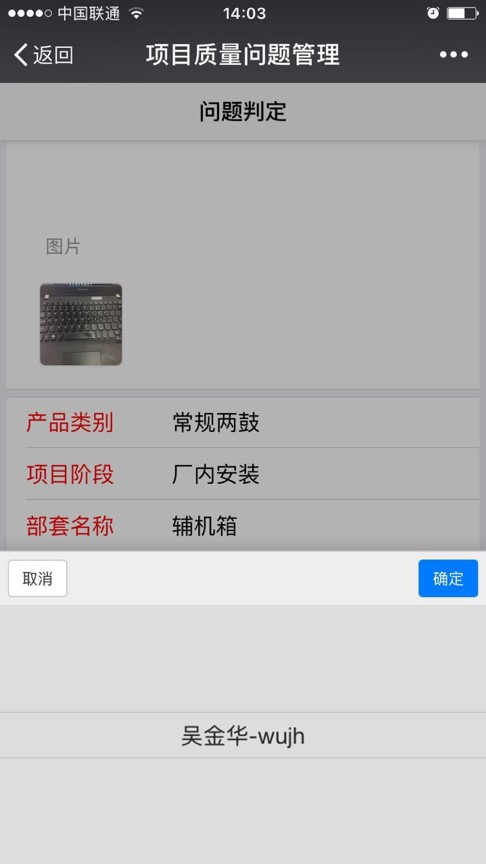 中国联通 14:03
返回 项目质量问题管理
问题判定
图片
产品类别 常规两鼓
项目阶段 厂内安装
部套名称 辅机箱
取消 确定
吴金华-wujh